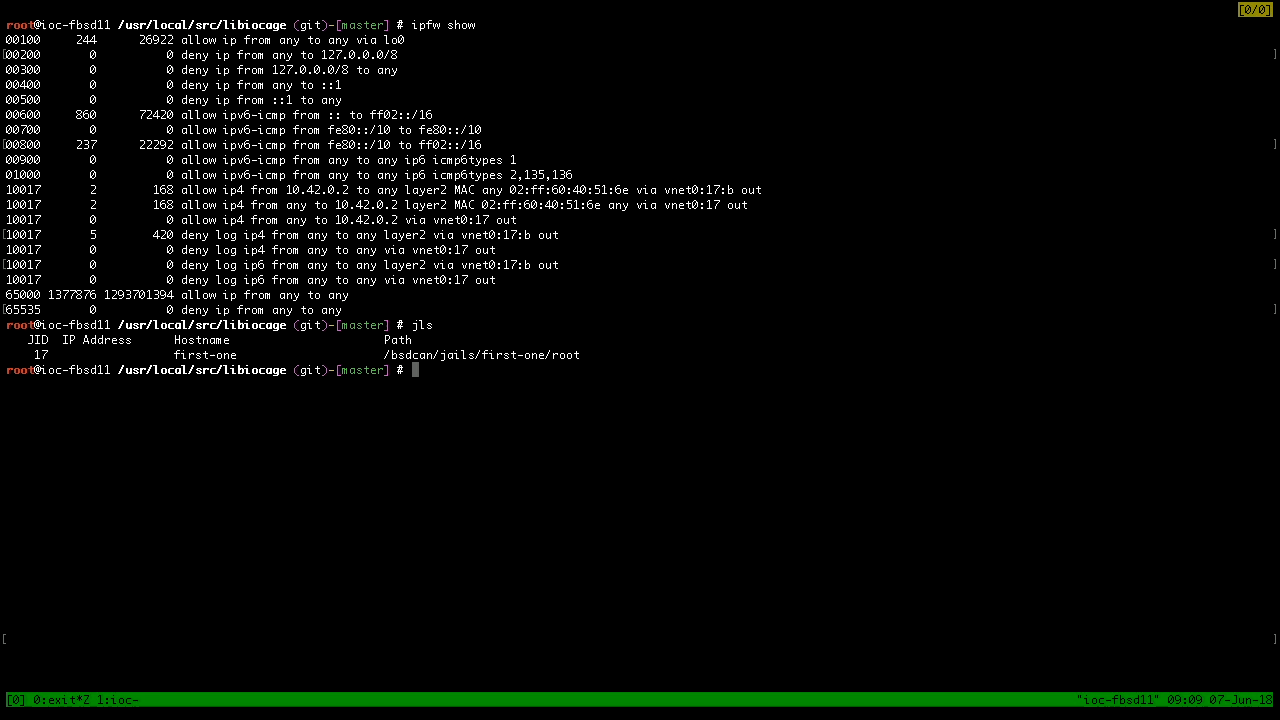 [0/0]
root@ioc-fbsd11 /usr/local/src/libiocage (git)-[master] # ipfw show
00100     244      26922 allow ip from any to any via lo0
00200       0          0 deny ip from any to 127.0.0.0/8
00300       0          0 deny ip from 127.0.0.0/8 to any
00400       0          0 deny ip from any to ::1
00500       0          0 deny ip from ::1 to any
00600     860      72420 allow ipv6-icmp from :: to ff02::/16
00700       0          0 allow ipv6-icmp from fe80::/10 to fe80::/10
00800     237      22292 allow ipv6-icmp from fe80::/10 to ff02::/16
00900       0          0 allow ipv6-icmp from any to any ip6 icmp6types 1
01000       0          0 allow ipv6-icmp from any to any ip6 icmp6types 2,135,136
10017       2        168 allow ip4 from 10.42.0.2 to any layer2 MAC any 02:ff:60:40:51:6e via vnet0:17:b out
10017       2        168 allow ip4 from any to 10.42.0.2 layer2 MAC 02:ff:60:40:51:6e any via vnet0:17 out
10017       0          0 allow ip4 from any to 10.42.0.2 via vnet0:17 out
10017       5        420 deny log ip4 from any to any layer2 via vnet0:17:b out
10017       0          0 deny log ip4 from any to any via vnet0:17 out
10017       0          0 deny log ip6 from any to any layer2 via vnet0:17:b out
10017       0          0 deny log ip6 from any to any via vnet0:17 out
65000 1377876 1293701394 allow ip from any to any
65535       0          0 deny ip from any to any
root@ioc-fbsd11 /usr/local/src/libiocage (git)-[master] # jls
   JID  IP Address      Hostname                      Path
    17                  first-one                     /bsdcan/jails/first-one/root
root@ioc-fbsd11 /usr/local/src/libiocage (git)-[master] #
[0] 0:exit*Z 1:ioc- "ioc-fbsd11" 09:09 07-Jun-18